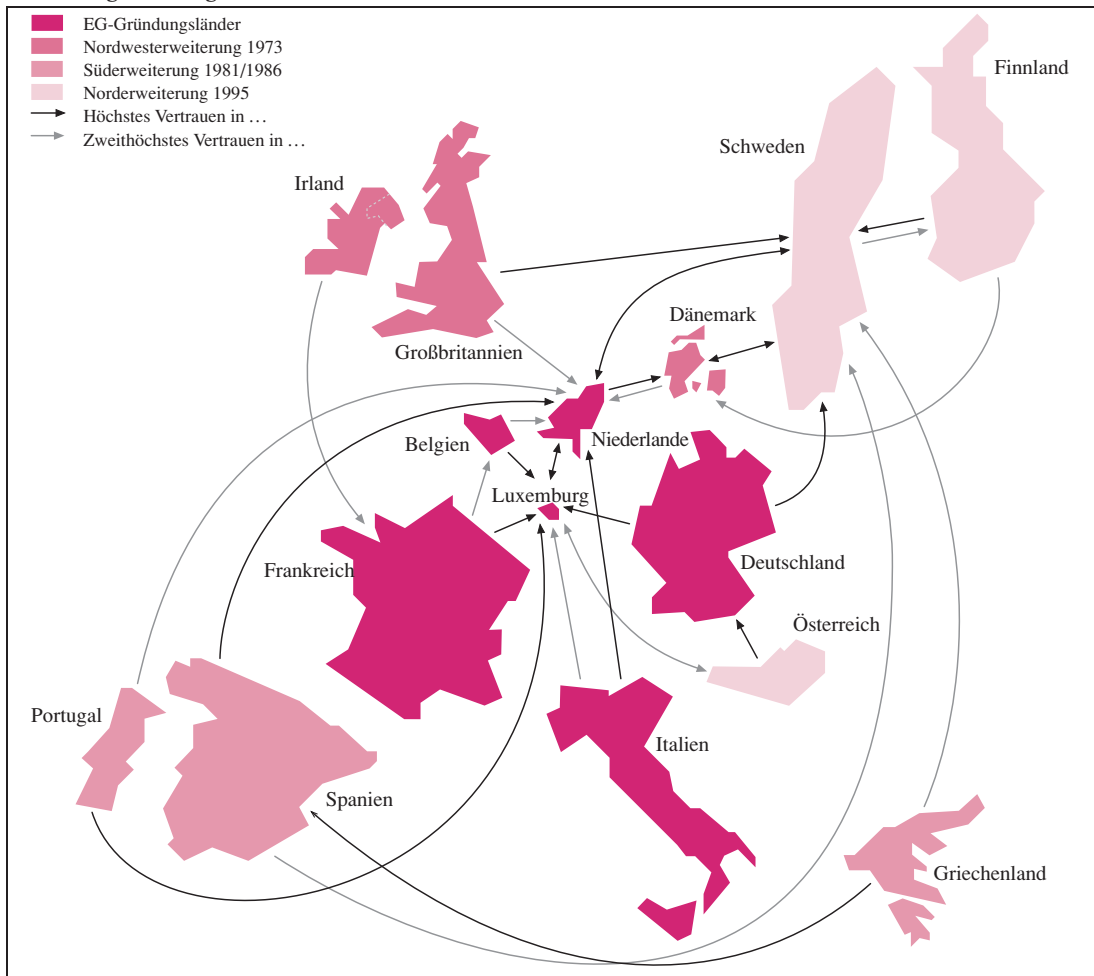 EG-Gründungsländer
Nordwesterweiterung 1973
Süderweiterung 1981/1986
Norderweiterung 1995
Höchstes Vertrauen in …
Zweithöchstes Vertrauen in …
Finnland
Schweden
Irland
Dänemark
Großbritannien
Belgien
Niederlande
Luxemburg
Frankreich
Deutschland
Österreich
Portugal
Italien
Spanien
Griechenland